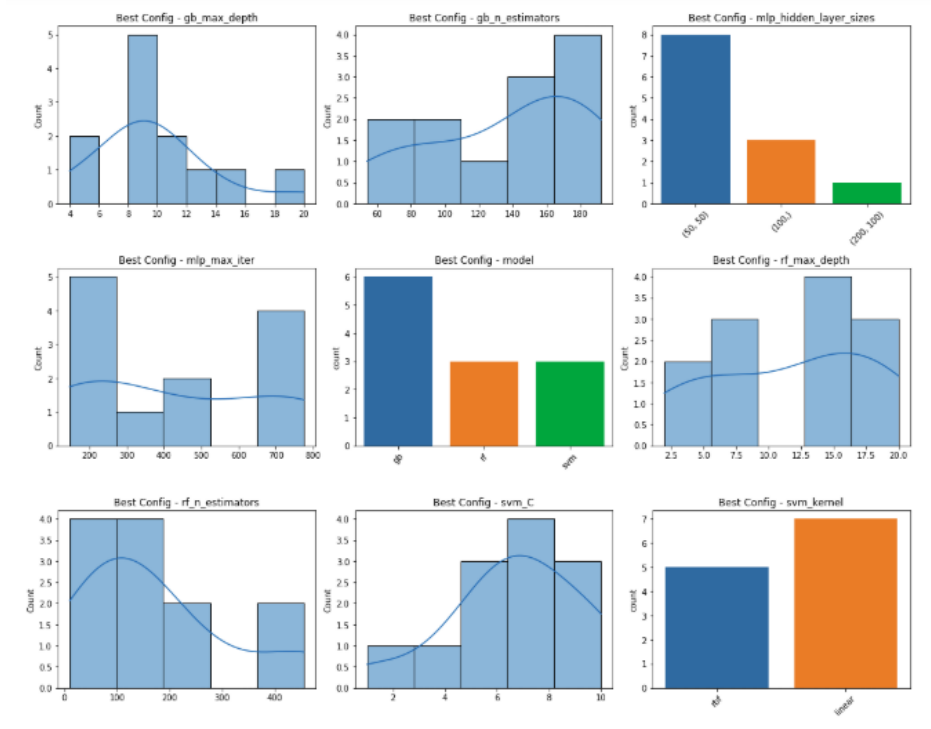 Best Config - gb_max_depth
Count
5
4
3
2
1
0
4 6 8 10 12 14 16 18 20
Best Config - gb_n_estimators
Count
4.0
3.5
3.0
2.5
2.0
1.5
1.0
0.5
0.0
60 80 100 120 140 160 180
Best Config - mlp_hidden_layer_sizes
count
8
7
6
5
4
3
2
1
0
(50, 50) (100,) (200, 100)
Best Config - mlp_max_iter
Count
5
4
3
2
1
0
200 300 400 500 600 700 800
Best Config - model
count
6
5
4
3
2
1
0
gb rf svm
Best Config - rf_max_depth
Count
4.0
3.5
3.0
2.5
2.0
1.5
1.0
0.5
0.0
2.5 5.0 7.5 10.0 12.5 15.0 17.5 20.0
Best Config - rf_n_estimators
Count
4.0
3.5
3.0
2.5
2.0
1.5
1.0
0.5
0.0
0 100 200 300 400
Best Config - svm_C
Count
4.0
3.5
3.0
2.5
2.0
1.5
1.0
0.5
0.0
2 4 6 8 10
Best Config - svm_kernel
count
7
6
5
4
3
2
1
0
rbf linear